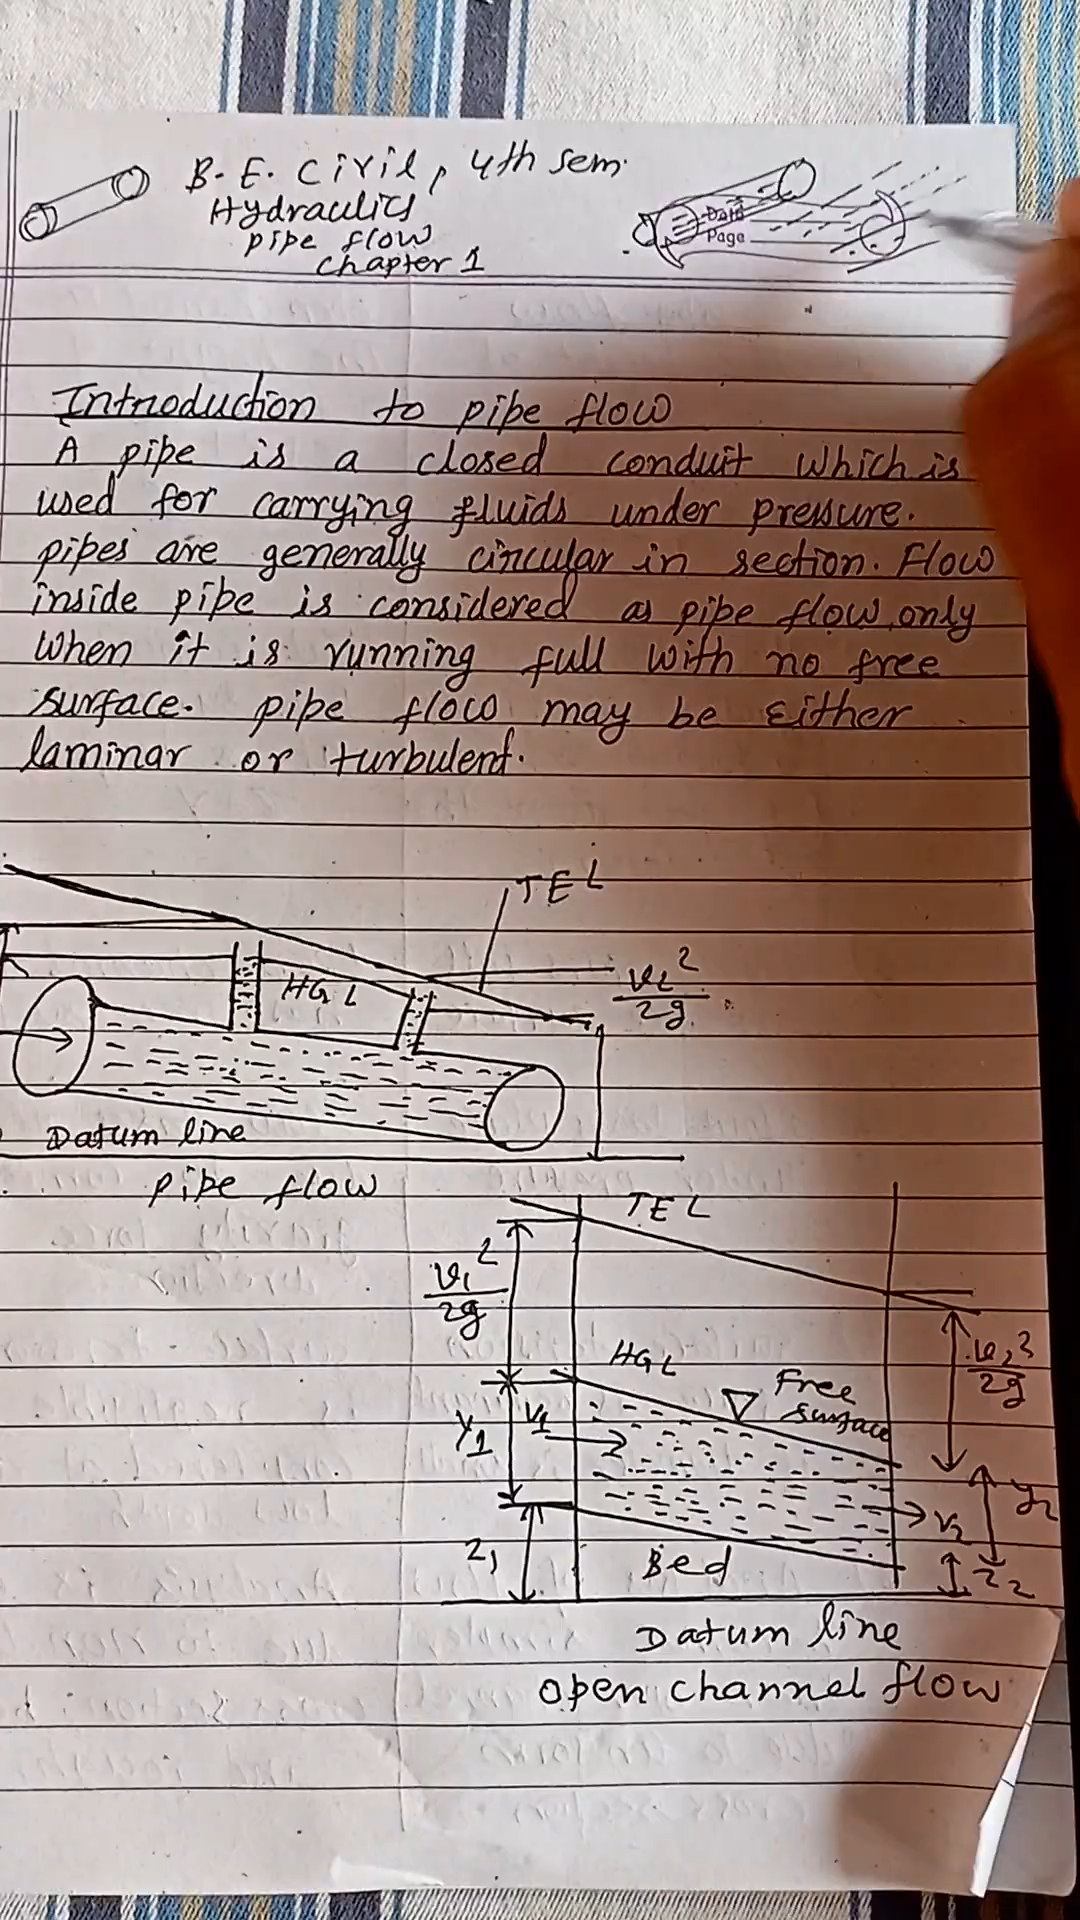 B.E. Civil, 4th sem.
Hydraulics
pipe flow
chapter 1
Date
Page
Introduction to pipe flow
A pipe is a closed conduit which is
used for carrying fluids under pressure.
pipes are generally circular in section. Flow
inside pipe is considered as pipe flow only
when it is running full with no free
surface. pipe flow may be either
laminar or turbulent.
TEL
HGL
V₂²
2g
Datum line
pipe flow
TEL
V₁²
2g
HGL
Free
surface
V₂²
2g
Y₁
V₁
y₂
V₂
Z₁
Bed
Z₂
Datum line
open channel flow